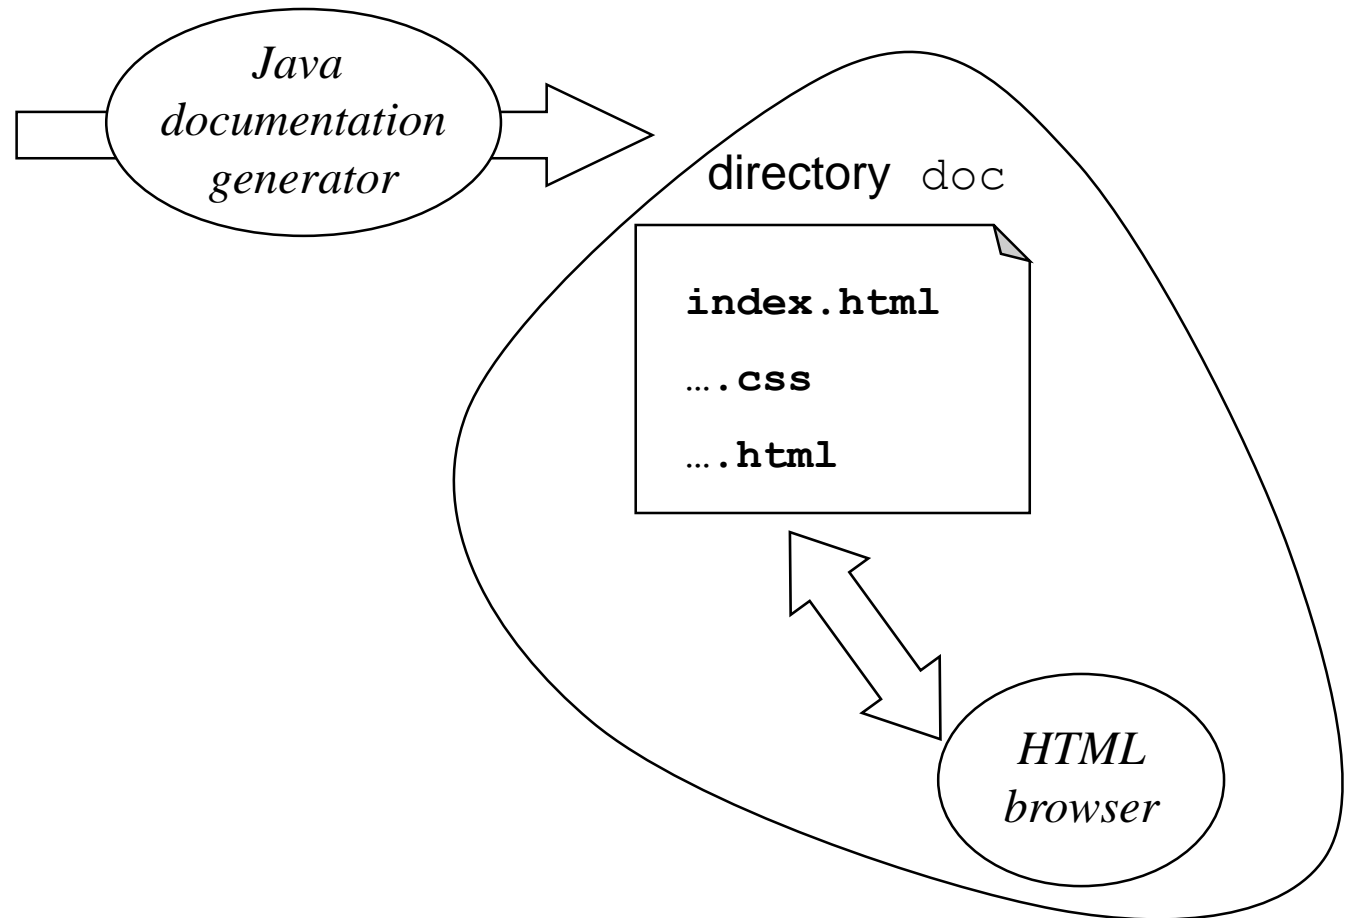 Java
documentation
generator
directory doc
index.html
….css
….html
HTML
browser